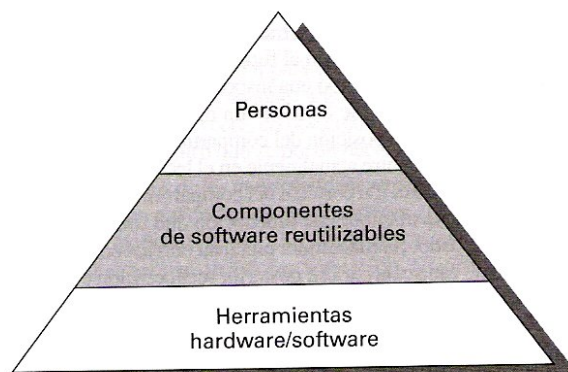 Personas
Componentes
de software reutilizables
Herramientas
hardware/software